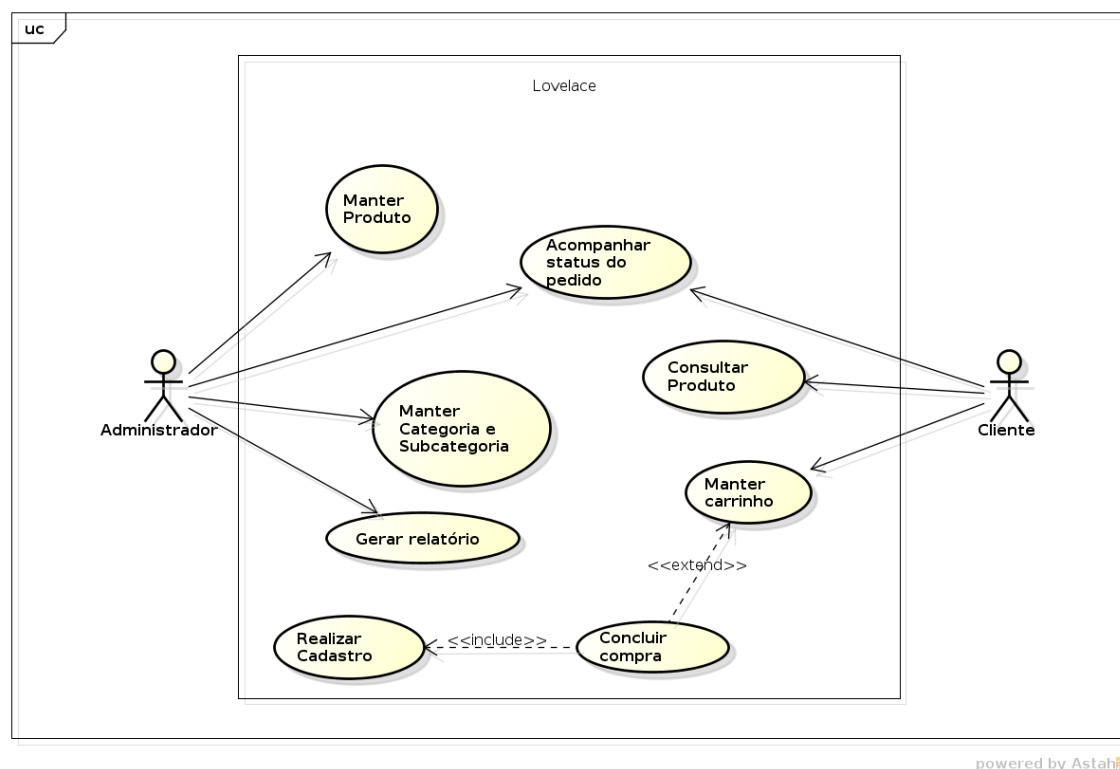 uc
Lovelace
Manter
Produto
Acompanhar
status do
pedido
Consultar
Produto
Administrador
Manter
Categoria e
Subcategoria
Cliente
Manter
carrinho
Gerar relatório
<<extend>>
Realizar
Cadastro
<<include>>
Concluir
compra
powered by Astah